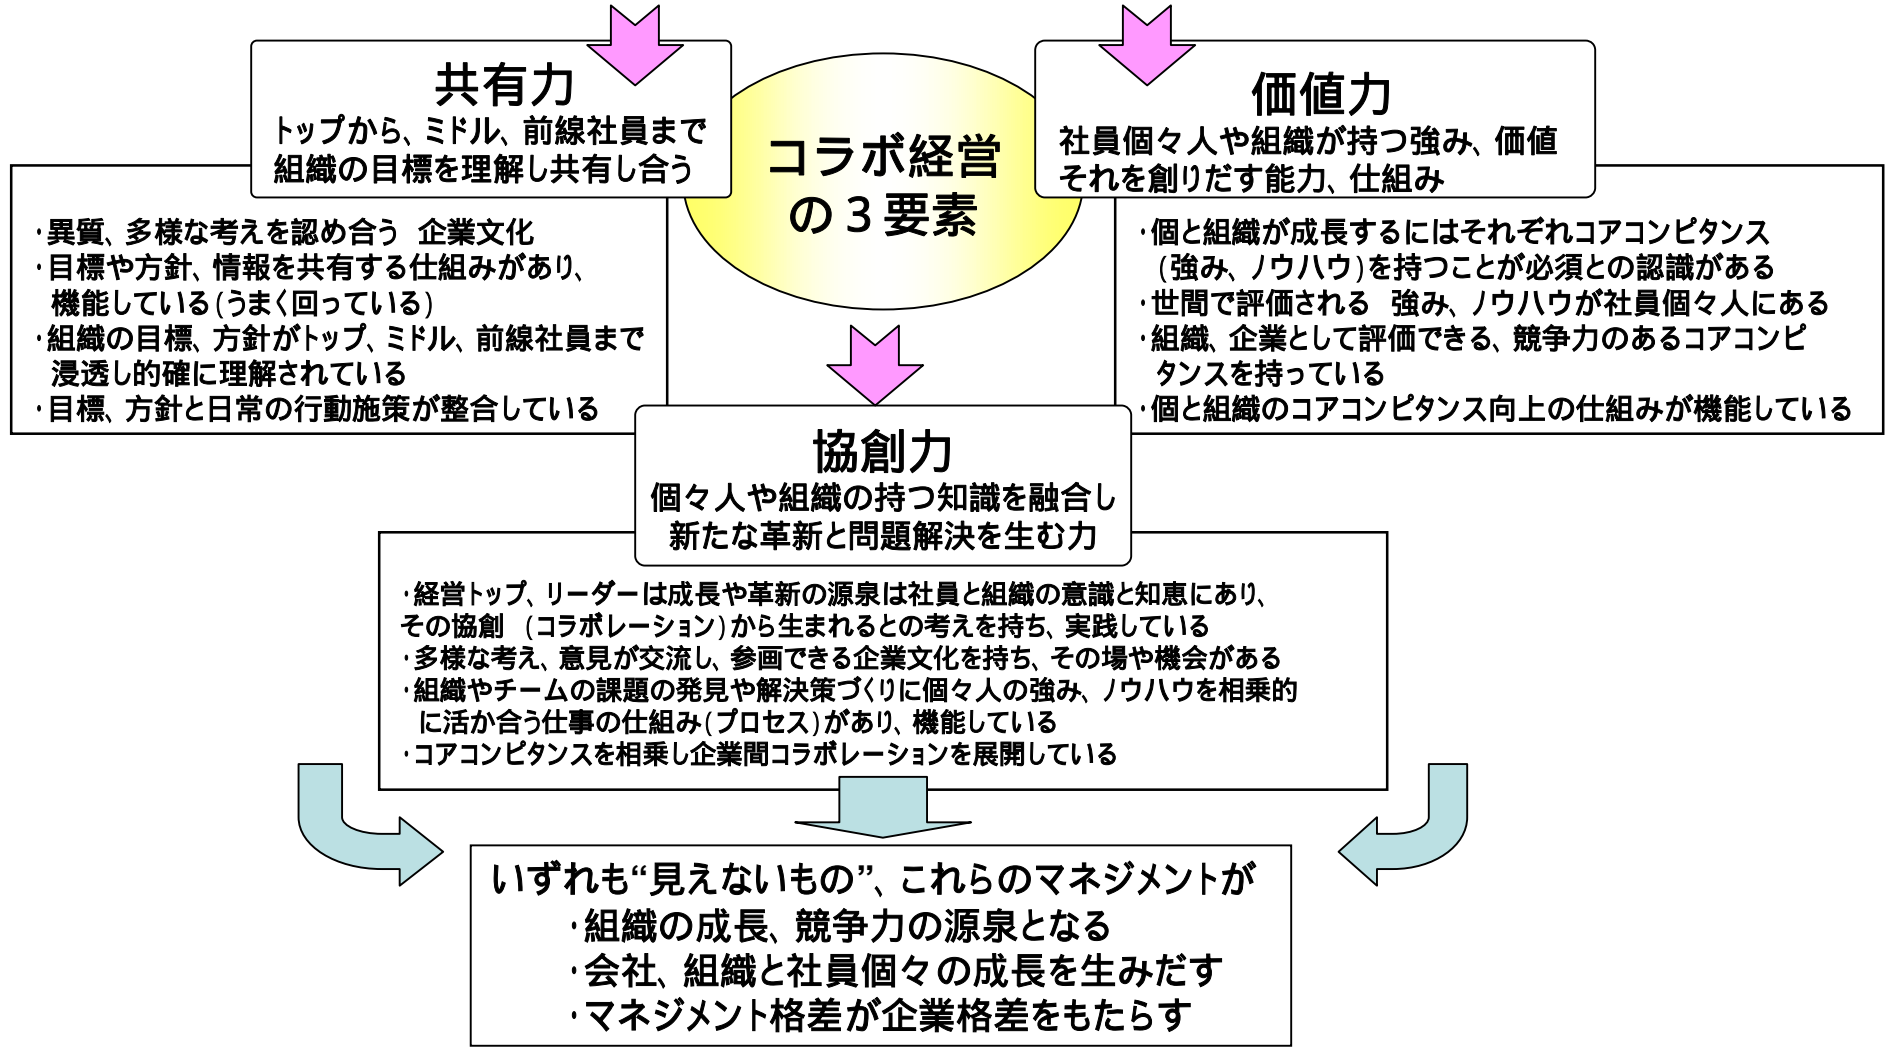 共有力
トップから、ミドル、前線社員まで
組織の目標を理解し共有し合う
・異質、多様な考えを認め合う 企業文化
・目標や方針、情報を共有する仕組みがあり、
機能している(うまく回っている)
・組織の目標、方針がトップ、ミドル、前線社員まで
浸透し的確に理解されている
・目標、方針と日常の行動施策が整合している
コラボ経営
の3要素
価値力
社員個々人や組織が持つ強み、価値
それを創りだす能力、仕組み
・個と組織が成長するにはそれぞれコアコンピタンス
(強み、ノウハウ)を持つことが必須との認識がある
・世間で評価される 強み、ノウハウが社員個々人にある
・組織、企業として評価できる、競争力のあるコアコンピ
タンスを持っている
・個と組織のコアコンピタンス向上の仕組みが機能している
協創力
個々人や組織の持つ知識を融合し
新たな革新と問題解決を生む力
・経営トップ、リーダーは成長や革新の源泉は社員と組織の意識と知恵にあり、
その協創 (コラボレーション)から生まれるとの考えを持ち、実践している
・多様な考え、意見が交流し、参画できる企業文化を持ち、その場や機会がある
・組織やチームの課題の発見や解決策づくりに個々人の強み、ノウハウを相乗的
に活か合う仕事の仕組み(プロセス)があり、機能している
・コアコンピタンスを相乗し企業間コラボレーションを展開している
いずれも“見えないもの”、これらのマネジメントが
・組織の成長、競争力の源泉となる
・会社、組織と社員個々の成長を生みだす
・マネジメント格差が企業格差をもたらす